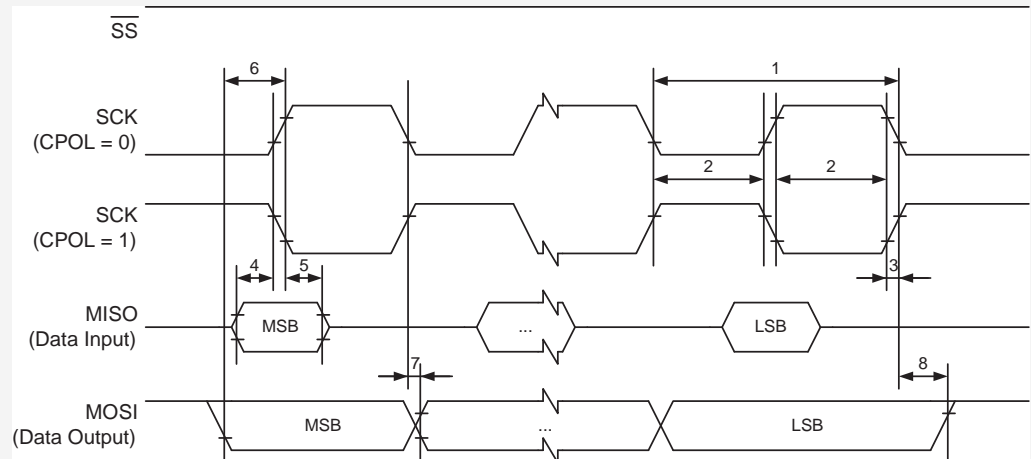 SS
6
1
SCK
(CPOL = 0)
2
2
SCK
(CPOL = 1)
4
5
3
MISO
(Data Input)
MSB
...
LSB
7
8
MOSI
(Data Output)
MSB
...
LSB